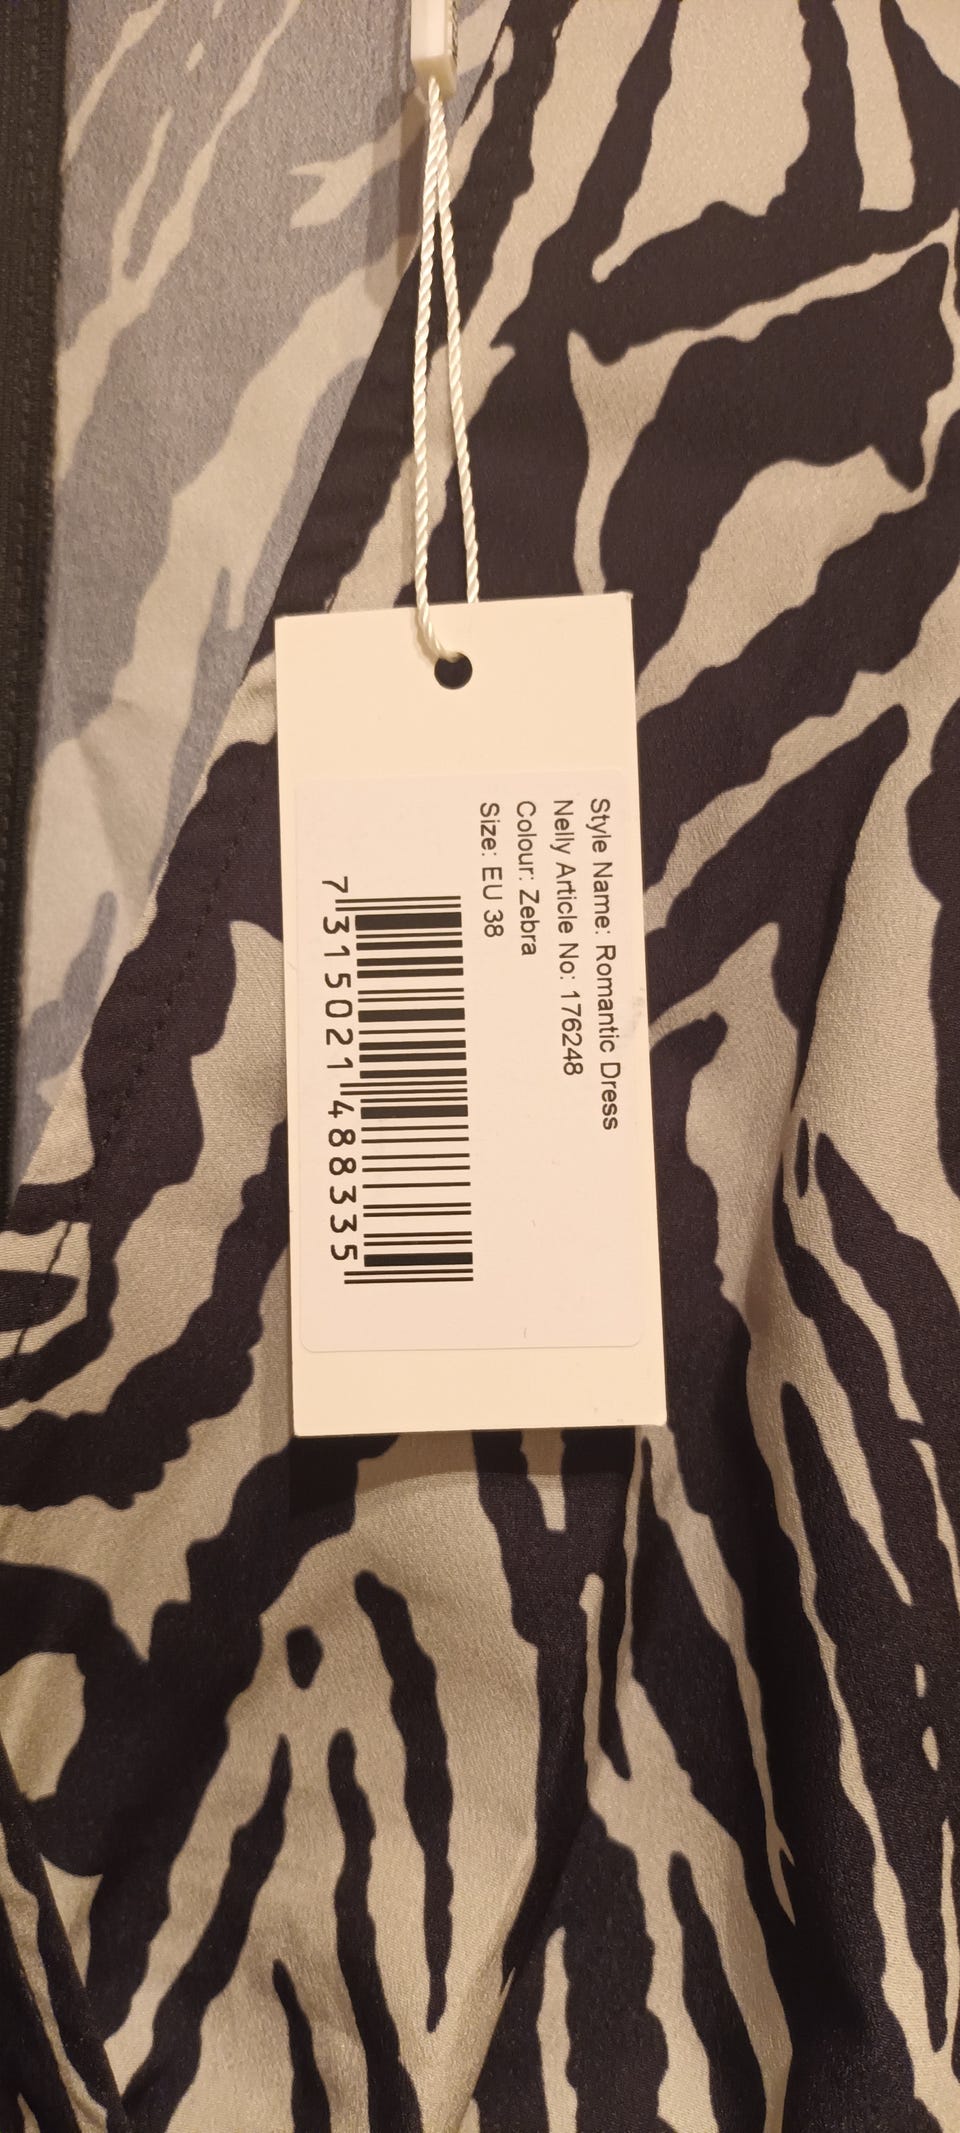 Style Name: Romantic Dress
Nelly Article No: 176248
Colour: Zebra
Size: EU 38
7 315021 488335